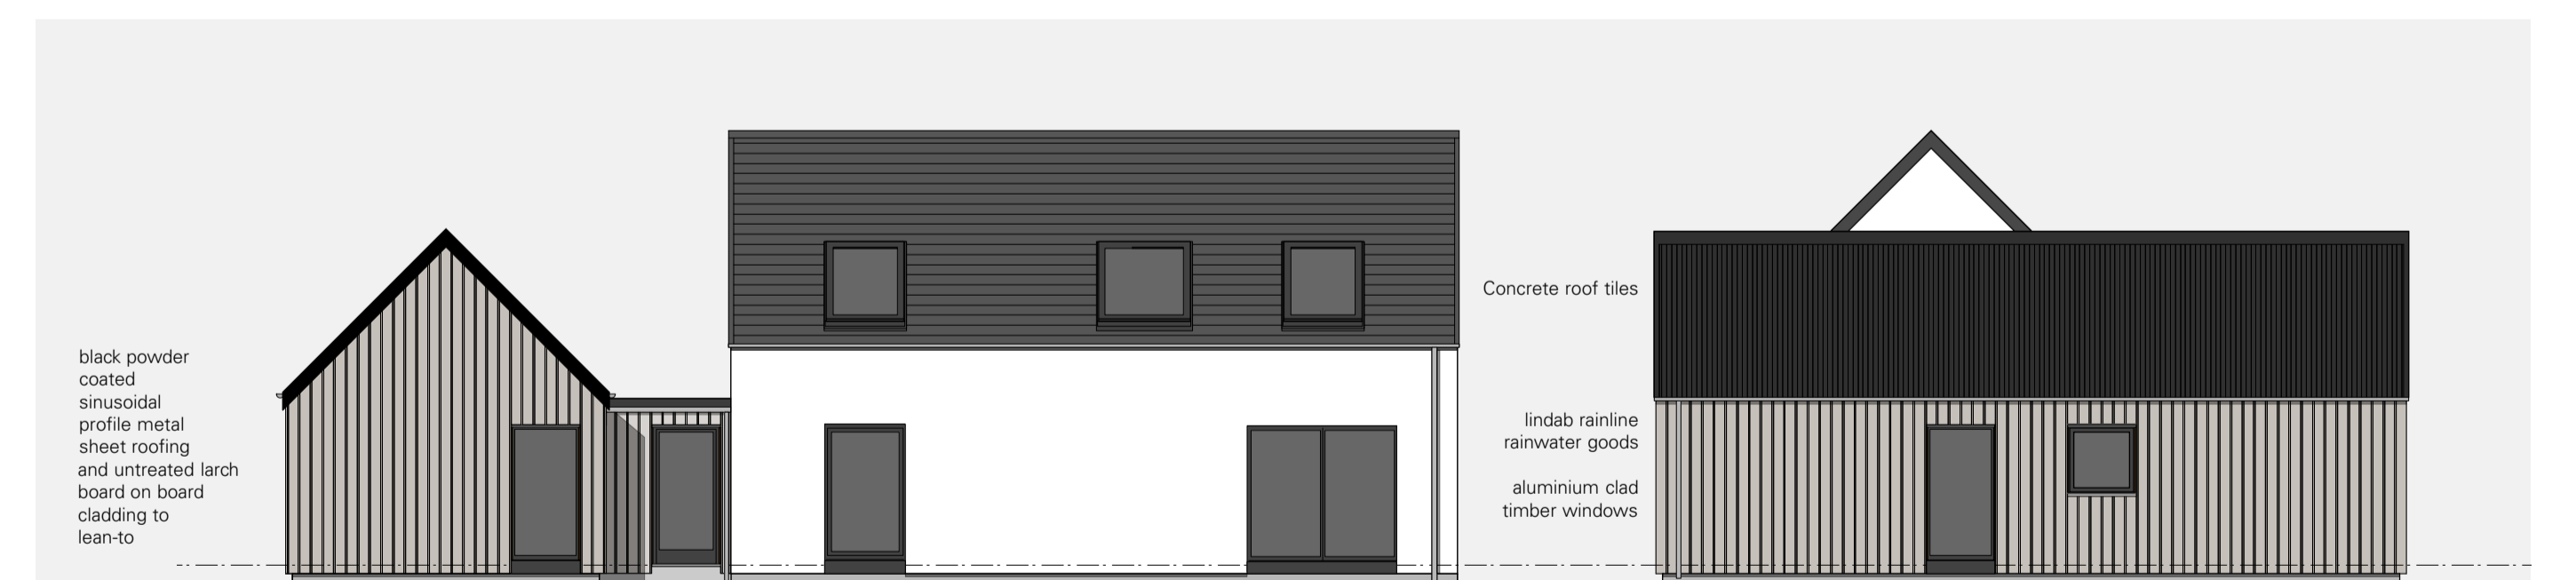 black powder
coated
sinusoidal
profile metal
sheet roofing
and untreated larch
board on board
cladding to
lean-to
Concrete roof tiles
lindab rainline
rainwater goods
aluminium clad
timber windows